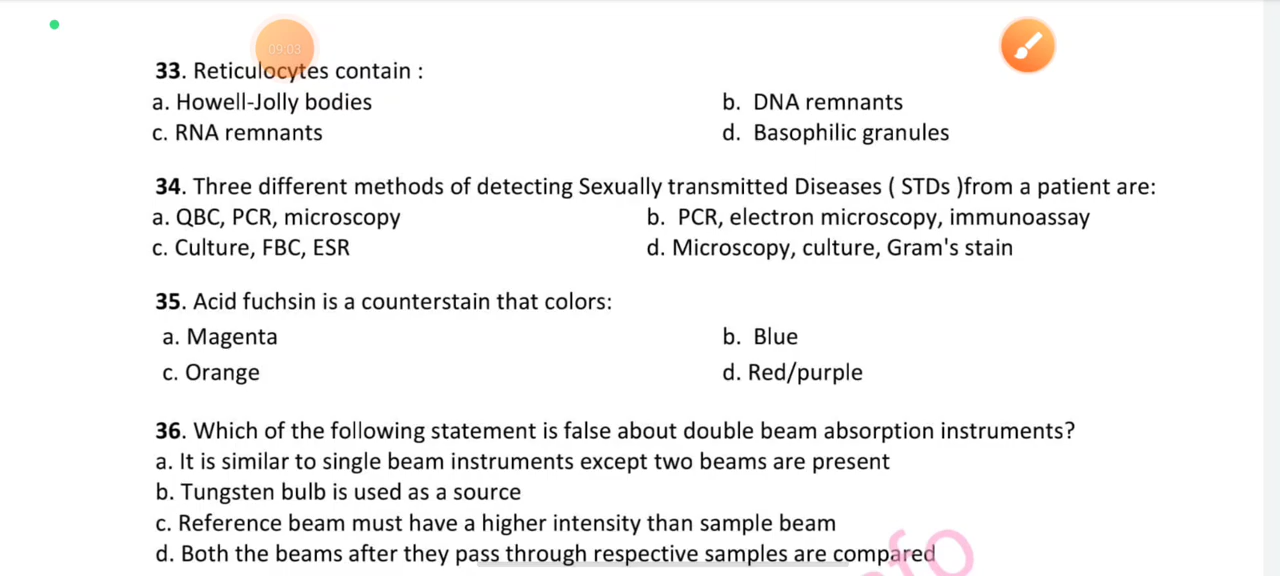 09:03
33. Reticulocytes contain :
a. Howell-Jolly bodies b. DNA remnants
c. RNA remnants d. Basophilic granules
34. Three different methods of detecting Sexually transmitted Diseases ( STDs )from a patient are:
a. QBC, PCR, microscopy b. PCR, electron microscopy, immunoassay
c. Culture, FBC, ESR d. Microscopy, culture, Gram's stain
35. Acid fuchsin is a counterstain that colors:
a. Magenta b. Blue
c. Orange d. Red/purple
36. Which of the following statement is false about double beam absorption instruments?
a. It is similar to single beam instruments except two beams are present
b. Tungsten bulb is used as a source
c. Reference beam must have a higher intensity than sample beam
d. Both the beams after they pass through respective samples are compared